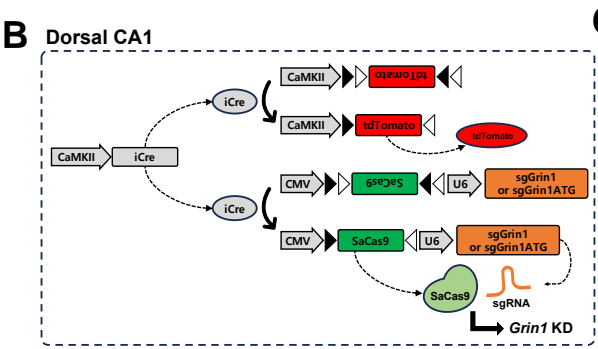 B
Dorsal CA1
CaMKII
tdTomato
iCre
CaMKII
tdTomato
tdTomato
CaMKII
iCre
CMV
SaCas9
U6
sgGrin1
or sgGrin1ATG
iCre
CMV
SaCas9
U6
sgGrin1
or sgGrin1ATG
SaCas9
sgRNA
Grin1 KD